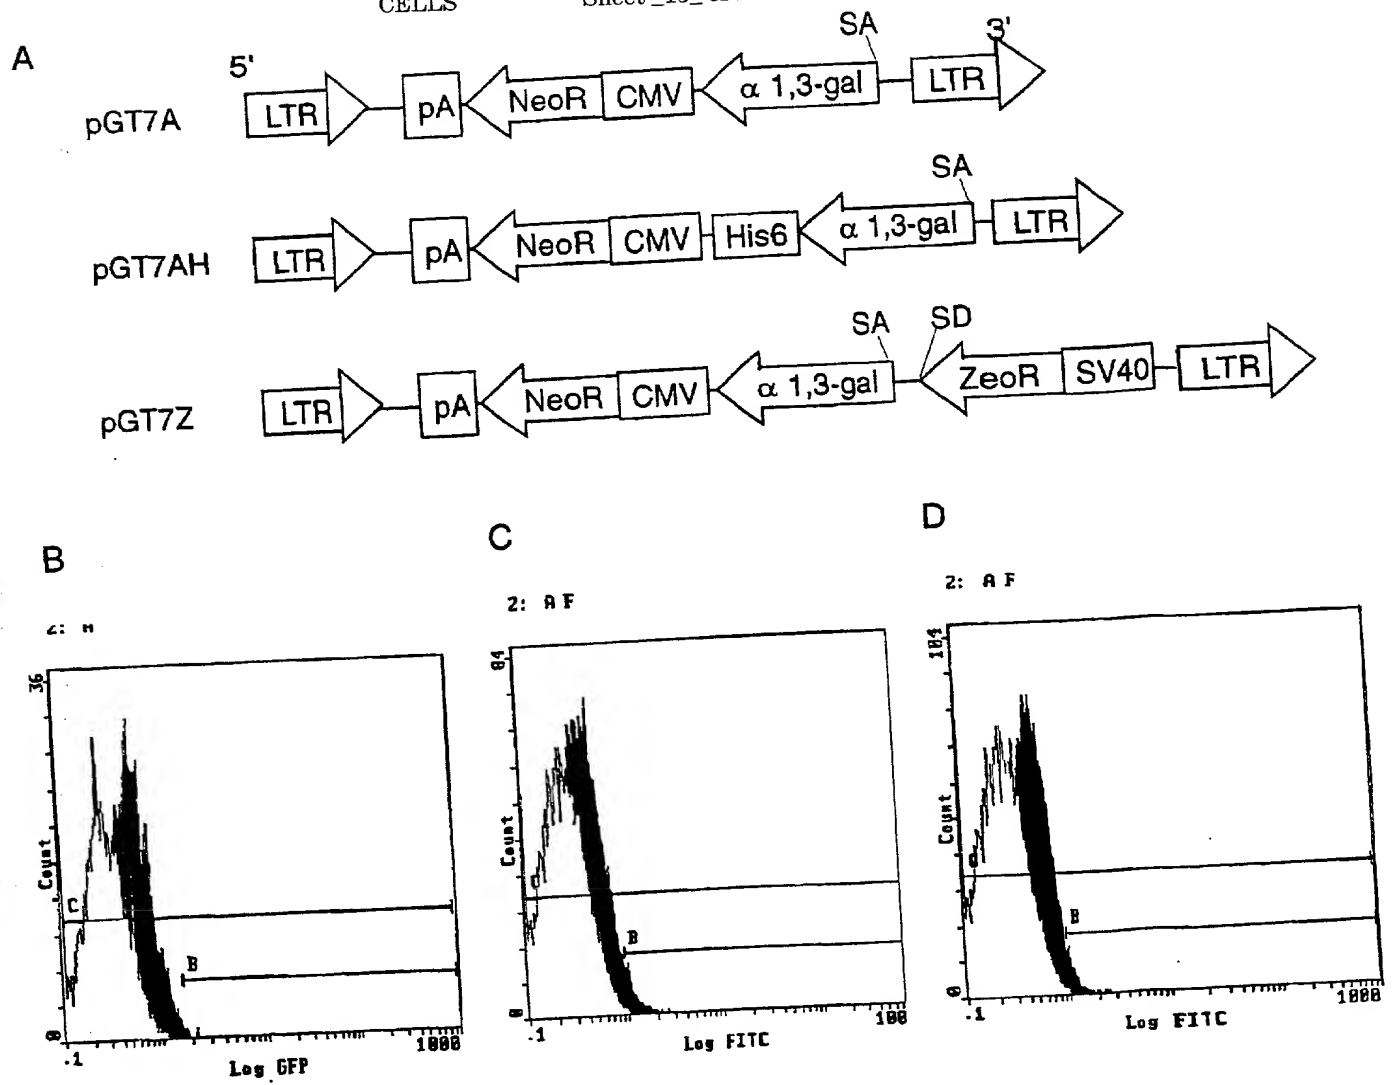 CELLS
A
5'
SA
3'
pGT7A
LTR
pA
NeoR
CMV
α 1,3-gal
LTR
SA
pGT7AH
LTR
pA
NeoR
CMV
His6
α 1,3-gal
LTR
SA
SD
pGT7Z
LTR
pA
NeoR
CMV
α 1,3-gal
ZeoR
SV40
LTR
B
C
D
2: A F
2: A F
36
Count
C
B
0
.1
1000
Log GFP
84
Count
B
0
.1
100
Log FITC
104
Count
B
0
.1
1000
Log FITC